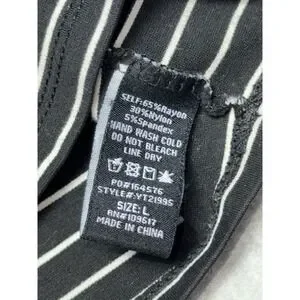 SELF:65%Rayon
30%Nylon
5%Spandex
HAND WASH COLD
DO NOT BLEACH
LINE DRY
PO#164576
STYLE#:YT21995
SIZE: L
RN#109617
MADE IN CHINA